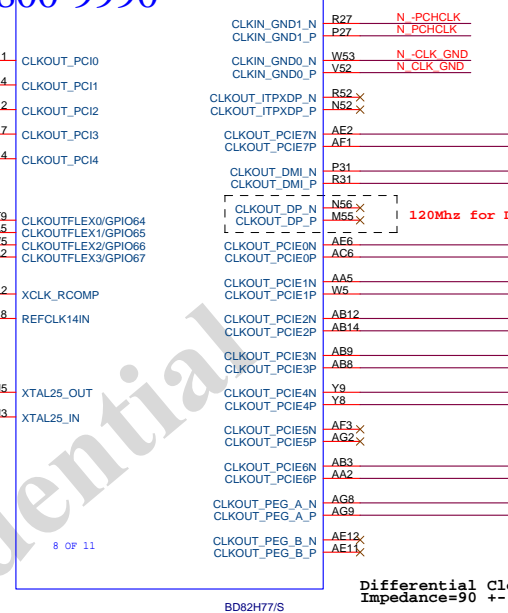 CLKIN_GND1_N R27 N_-PCHCLK
CLKIN_GND1_P P27 N_PCHCLK
CLKOUT_PCI0 CLKIN_GND0_N W53 N_-CLK_GND
CLKIN_GND0_P V52 N_CLK_GND
CLKOUT_PCI1
CLKOUT_ITPXDP_N R52
CLKOUT_PCI2 CLKOUT_ITPXDP_P N52
CLKOUT_PCI3 CLKOUT_PCIE7N AE2
CLKOUT_PCIE7P AF1
CLKOUT_PCI4
CLKOUT_DMI_N P31
CLKOUT_DMI_P R31
CLKOUT_DP_N N56
CLKOUT_DP_P M55 120Mhz for
CLKOUTFLEX0/GPIO64
CLKOUTFLEX1/GPIO65
CLKOUTFLEX2/GPIO66 CLKOUT_PCIE0N AE6
CLKOUTFLEX3/GPIO67 CLKOUT_PCIE0P AC6
CLKOUT_PCIE1N AA5
XCLK_RCOMP CLKOUT_PCIE1P W5
REFCLK14IN CLKOUT_PCIE2N AB12
CLKOUT_PCIE2P AB14
CLKOUT_PCIE3N AB9
CLKOUT_PCIE3P AB8
XTAL25_OUT CLKOUT_PCIE4N Y9
CLKOUT_PCIE4P Y8
XTAL25_IN
CLKOUT_PCIE5N AF3
CLKOUT_PCIE5P AG2
CLKOUT_PCIE6N AB3
CLKOUT_PCIE6P AA2
CLKOUT_PEG_A_N AG8
CLKOUT_PEG_A_P AG9
8 OF 11
CLKOUT_PEG_B_N AE12
CLKOUT_PEG_B_P AE11
Differential
Impedance=90 +-
BD82H77/S